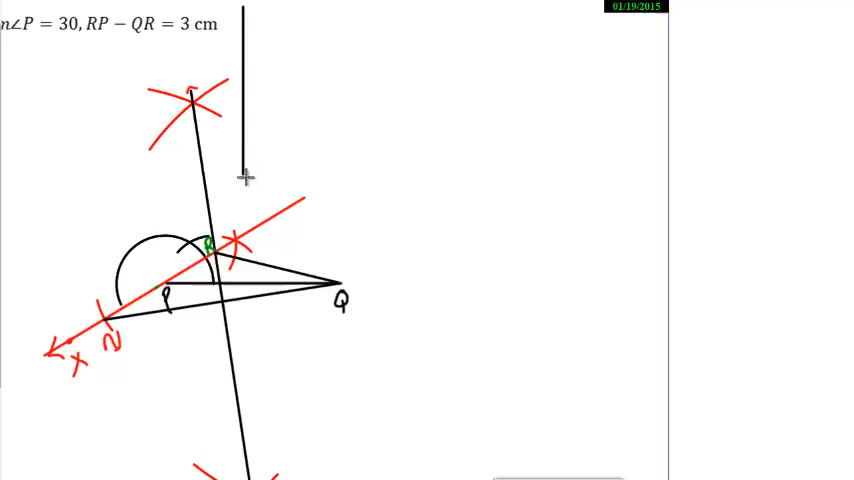 01/19/2015
n∠P = 30, RP − QR = 3 cm
R
P
Q
N
X